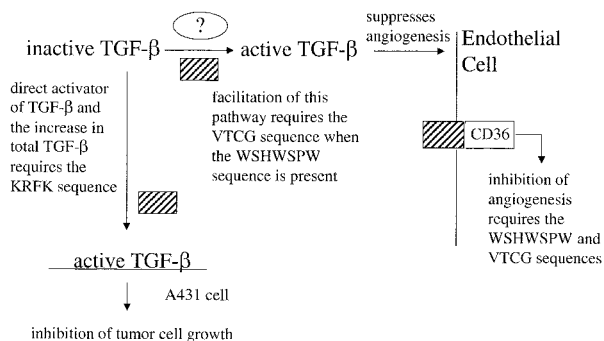 ?
suppresses
angiogenesis
inactive TGF-β
active TGF-β
Endothelial
Cell
direct activator
of TGF-β and
the increase in
total TGF-β
requires the
KRFK sequence
facilitation of this
pathway requires the
VTCG sequence when
the WSHWSPW
sequence is present
CD36
inhibition of
angiogenesis
requires the
WSHWSPW and
VTCG sequences
active TGF-β
A431 cell
inhibition of tumor cell growth